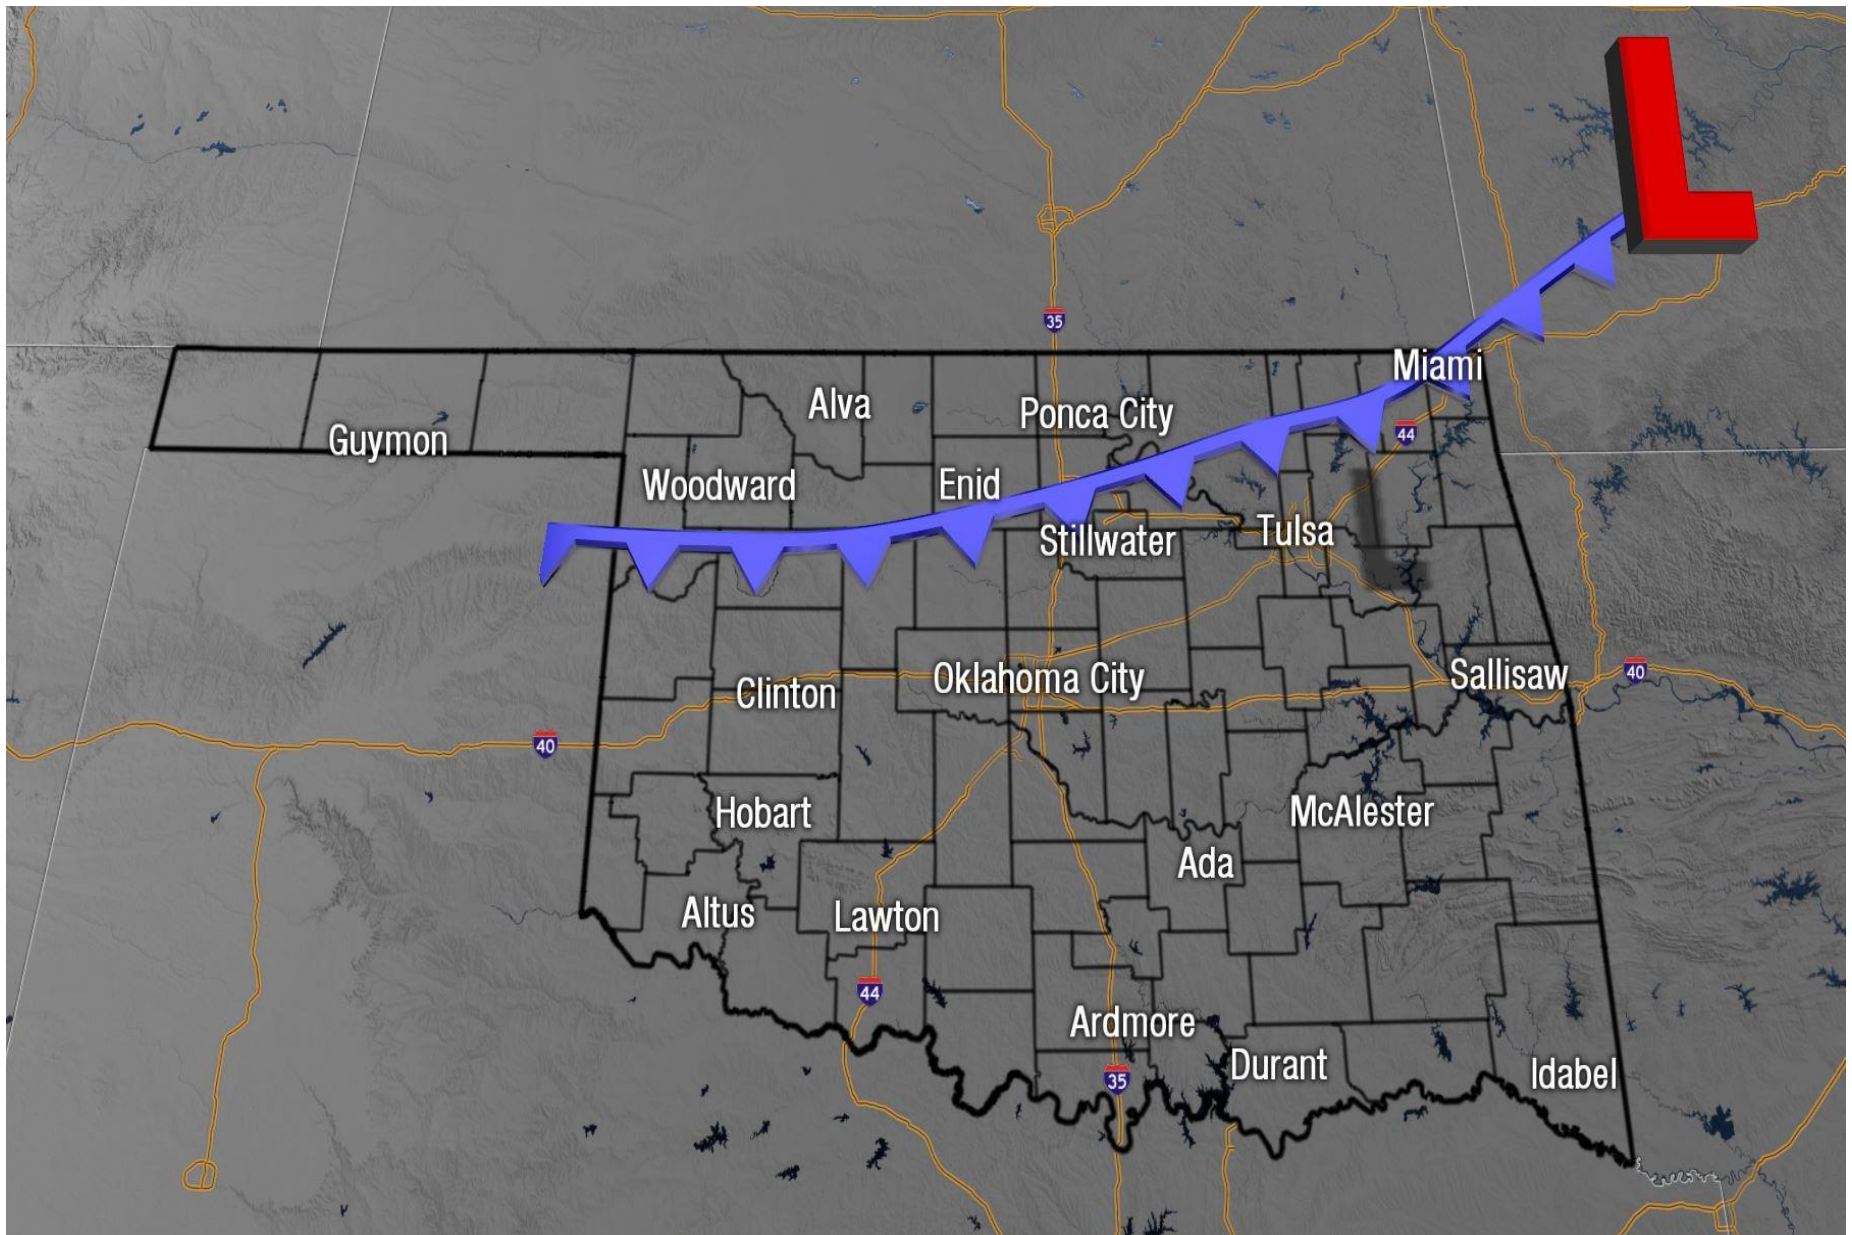 L
35
Miami
Alva
Ponca City
44
Guymon
Woodward
Enid
Stillwater
Tulsa
Oklahoma City
Sallisaw
40
Clinton
40
Hobart
McAlester
Ada
Altus
Lawton
44
Ardmore
35
Durant
Idabel